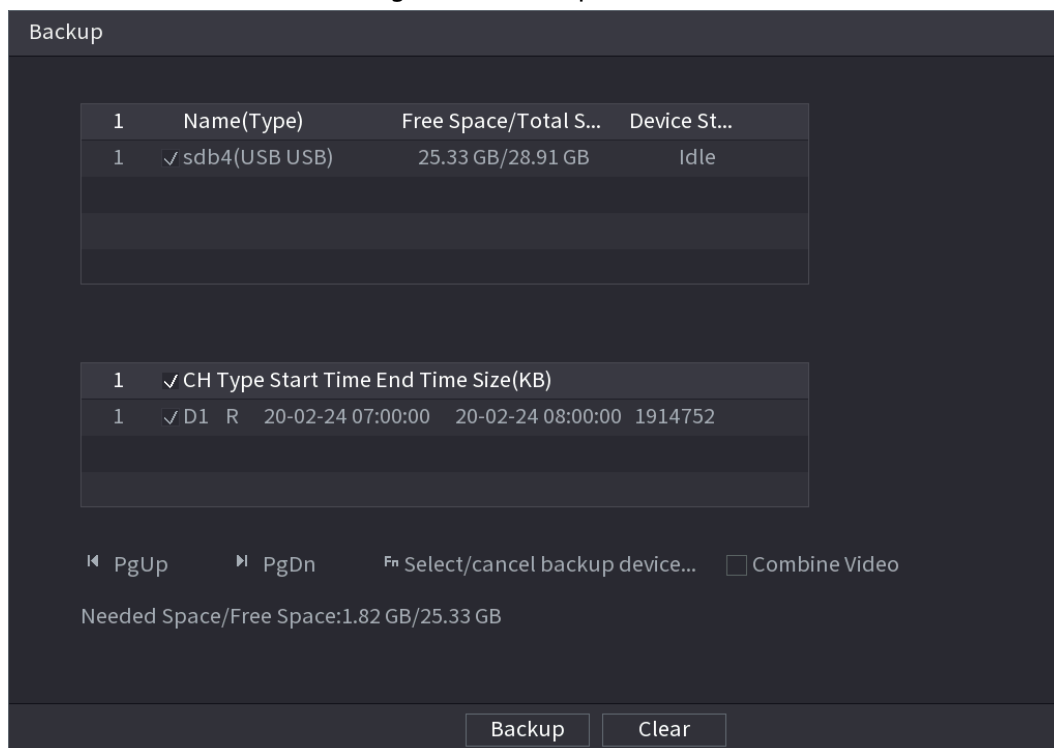 Backup
1 Name(Type) Free Space/Total S... Device St...
1 sdb4(USB USB) 25.33 GB/28.91 GB Idle
1 CH Type Start Time End Time Size(KB)
1 D1 R 20-02-24 07:00:00 20-02-24 08:00:00 1914752
PgUp PgDn Fn Select/cancel backup device... Combine Video
Needed Space/Free Space:1.82 GB/25.33 GB
Backup Clear